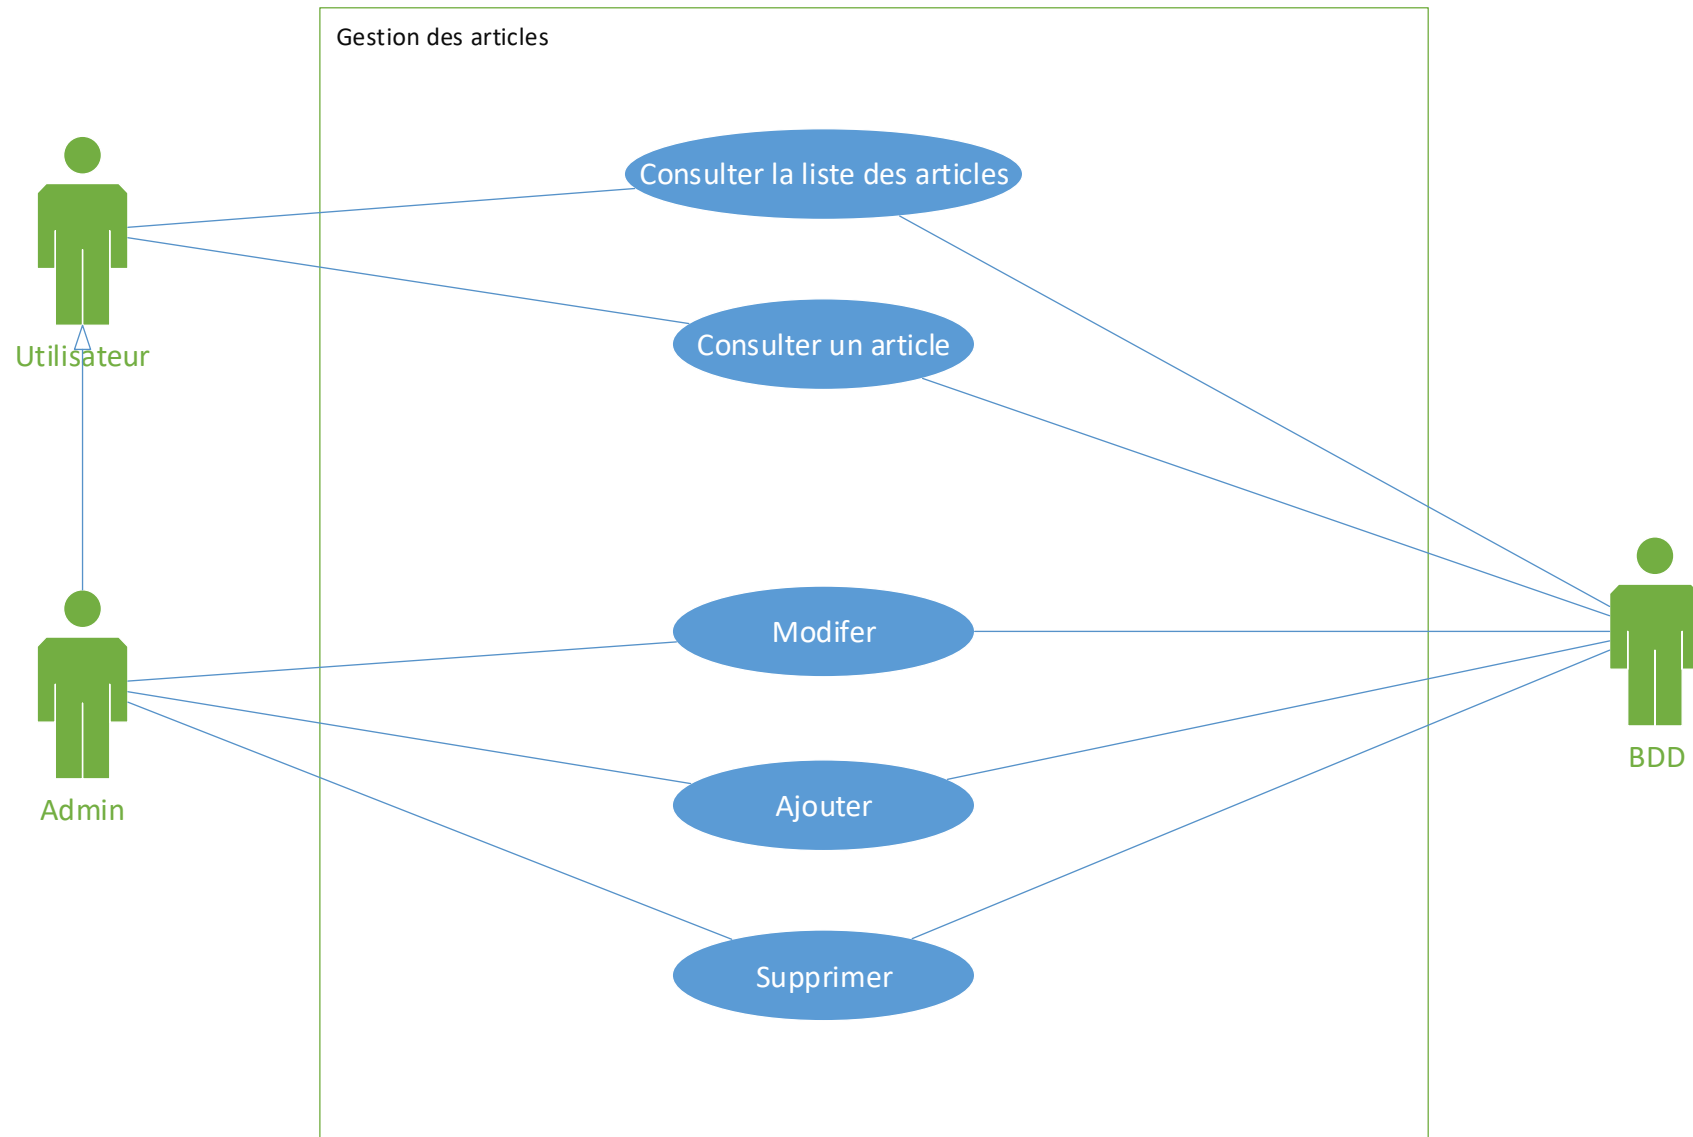 Gestion des articles
Consulter la liste des articles
Consulter un article
Utilisateur
Modifer
Ajouter
Supprimer
Admin
BDD